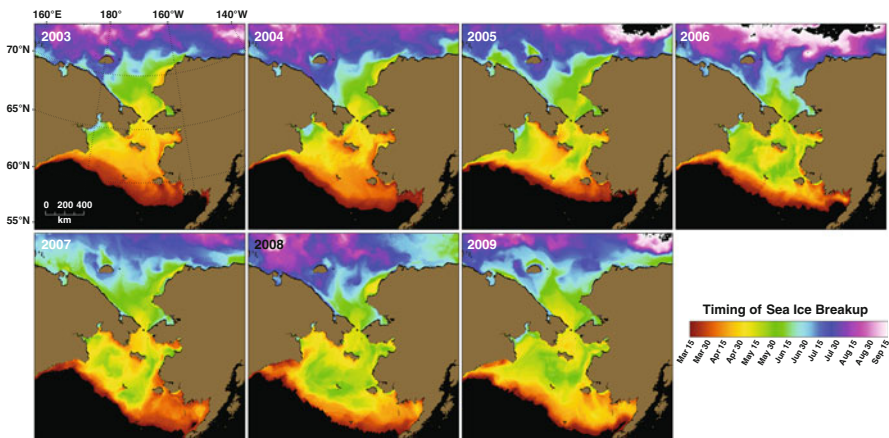 160°E 180° 160°W 140°W
2003 2004 2005 2006
70°N
65°N
60°N
55°N
0 200 400
km
2007 2008 2009
Timing of Sea Ice Breakup
Mar 15 Mar 30 Apr 15 Apr 30 May 15 May 30 Jun 15 Jun 30 Jul 15 Jul 30 Aug 15 Aug 30 Sep 15